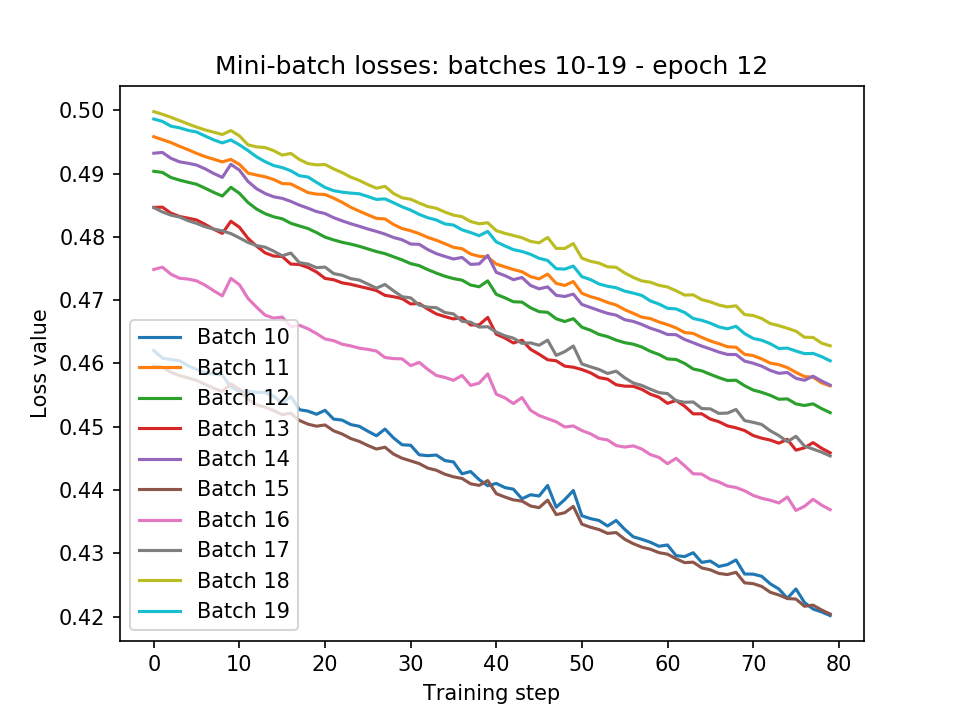 Mini-batch losses: batches 10-19 - epoch 12
0.50
0.49
0.48
0.47
0.46
0.45
0.44
0.43
0.42
Loss value
Batch 10
Batch 11
Batch 12
Batch 13
Batch 14
Batch 15
Batch 16
Batch 17
Batch 18
Batch 19
0 10 20 30 40 50 60 70 80
Training step